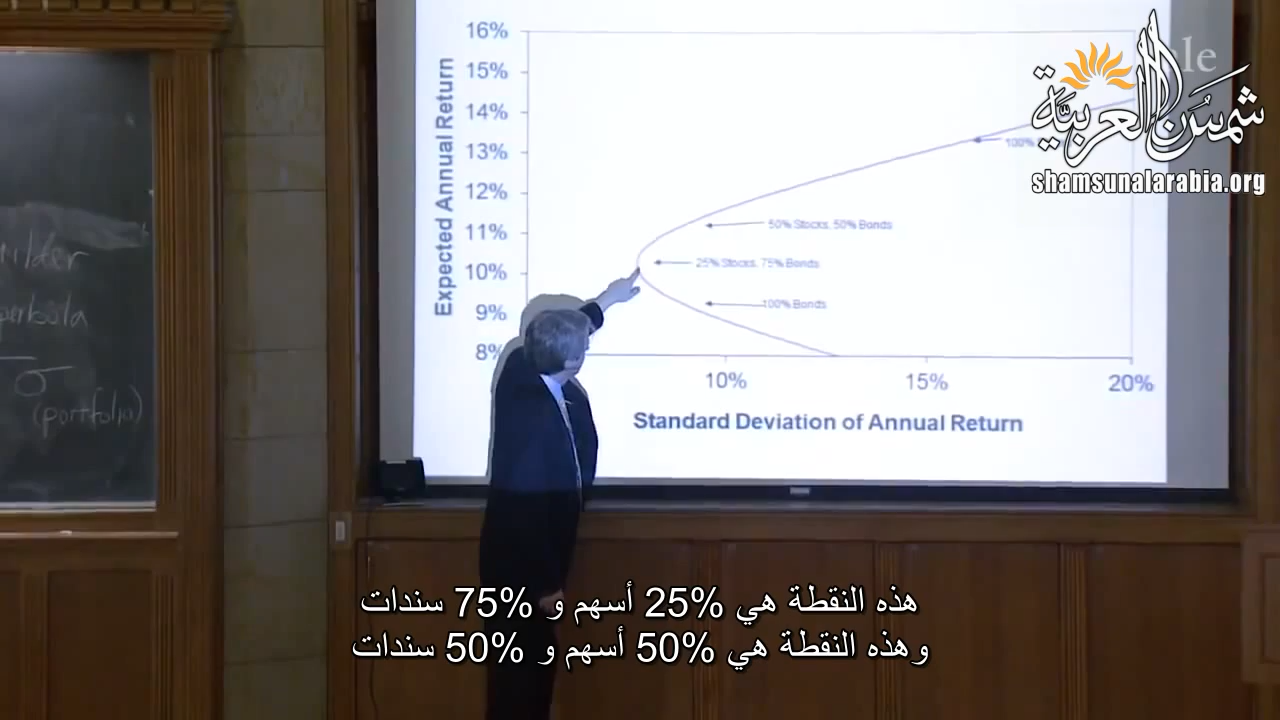 16%
15%
14%
13%
12%
11%
10%
9%
8%
Expected Annual Return
100%
50% Stocks, 50% Bonds
25% Stocks, 75% Bonds
100% Bonds
10%
15%
20%
Standard Deviation of Annual Return
σ
(portfolio)
شمسُ العربيّة
shamsunalarabia.org
هذه النقطة هي 25% أسهم و 75% سندات
وهذه النقطة هي 50% أسهم و 50% سندات